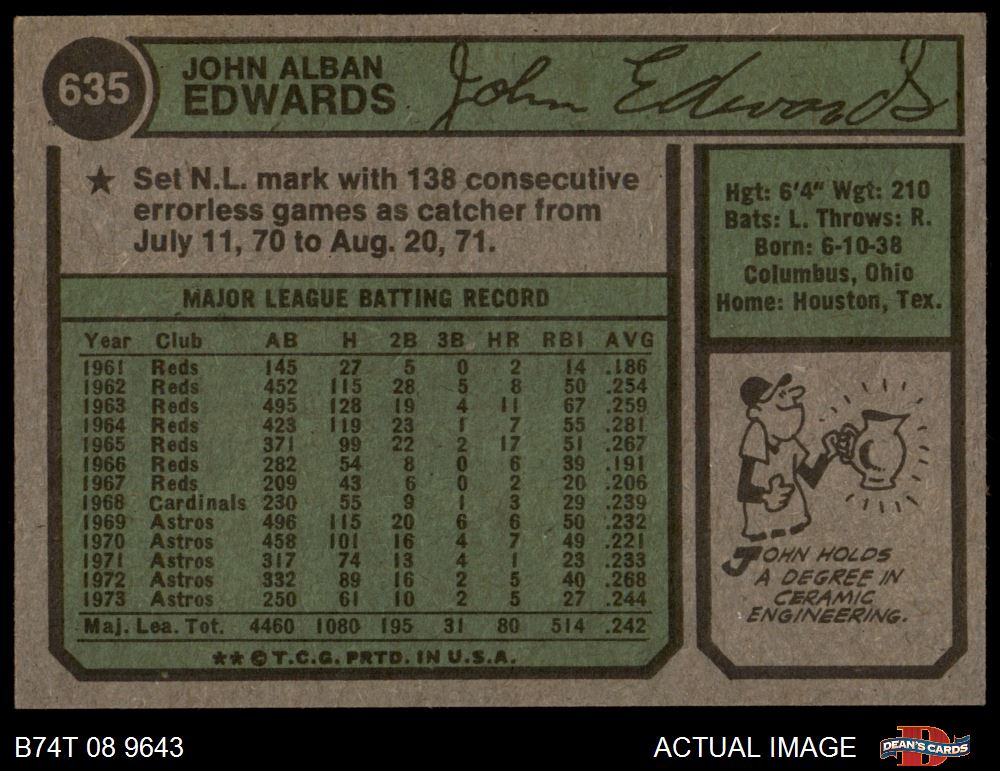 635
JOHN ALBAN
EDWARDS
John Edwards
★ Set N.L. mark with 138 consecutive
errorless games as catcher from
July 11, 70 to Aug. 20, 71.
MAJOR LEAGUE BATTING RECORD
Year Club AB H 2B 3B HR RBI AVG
1961 Reds 145 27 5 0 2 14 .186
1962 Reds 452 115 28 5 8 50 .254
1963 Reds 495 128 19 4 11 67 .259
1964 Reds 423 119 23 1 7 55 .281
1965 Reds 371 99 22 2 17 51 .267
1966 Reds 282 54 8 0 6 39 .191
1967 Reds 209 43 6 0 2 20 .206
1968 Cardinals 230 55 9 1 3 29 .239
1969 Astros 496 115 20 6 6 50 .232
1970 Astros 458 101 16 4 7 49 .221
1971 Astros 317 74 13 4 1 23 .233
1972 Astros 332 89 16 2 5 40 .268
1973 Astros 250 61 10 2 5 27 .244
Maj. Lea. Tot. 4460 1080 195 31 80 514 .242
★★ © T.C.G. PRTD. IN U.S.A.
Hgt: 6'4" Wgt: 210
Bats: L. Throws: R.
Born: 6-10-38
Columbus, Ohio
Home: Houston, Tex.
JOHN HOLDS
A DEGREE IN
CERAMIC
ENGINEERING.
B74T 08 9643
ACTUAL IMAGE
DEAN'S CARDS